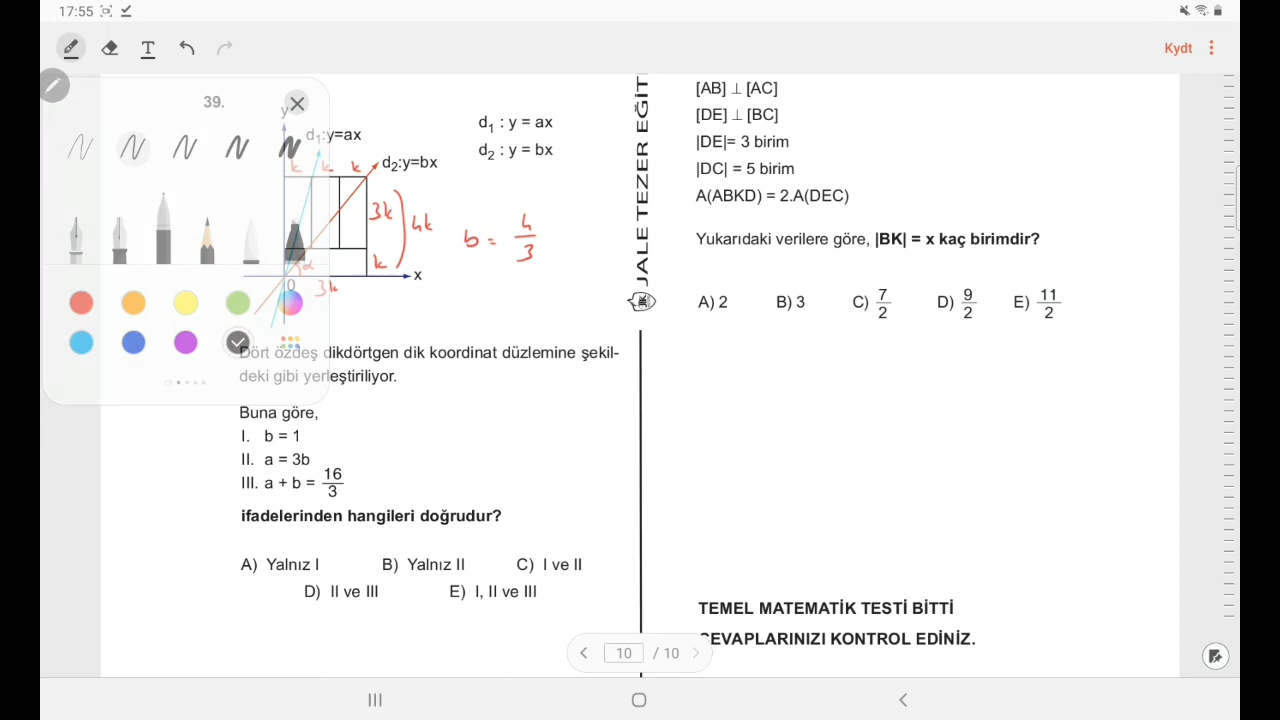 17:55
Kydt
39.
y
d1:y=ax
d2:y=bx
k k k
3k
4k
k
α
0
3k
x
d1 : y = ax
d2 : y = bx
b = 4/3
Dört özdeş dikdörtgen dik koordinat düzlemine şekil-
deki gibi yerleştiriliyor.
Buna göre,
I. b = 1
II. a = 3b
III. a + b = 16/3
ifadelerinden hangileri doğrudur?
A) Yalnız I B) Yalnız II C) I ve II
D) II ve III E) I, II ve III
JALE TEZER EĞİT
[AB] ⊥ [AC]
[DE] ⊥ [BC]
|DE|= 3 birim
|DC| = 5 birim
A(ABKD) = 2.A(DEC)
Yukarıdaki verilere göre, |BK| = x kaç birimdir?
A) 2 B) 3 C) 7/2 D) 9/2 E) 11/2
TEMEL MATEMATİK TESTİ BİTTİ
CEVAPLARINIZI KONTROL EDİNİZ.
10 / 10